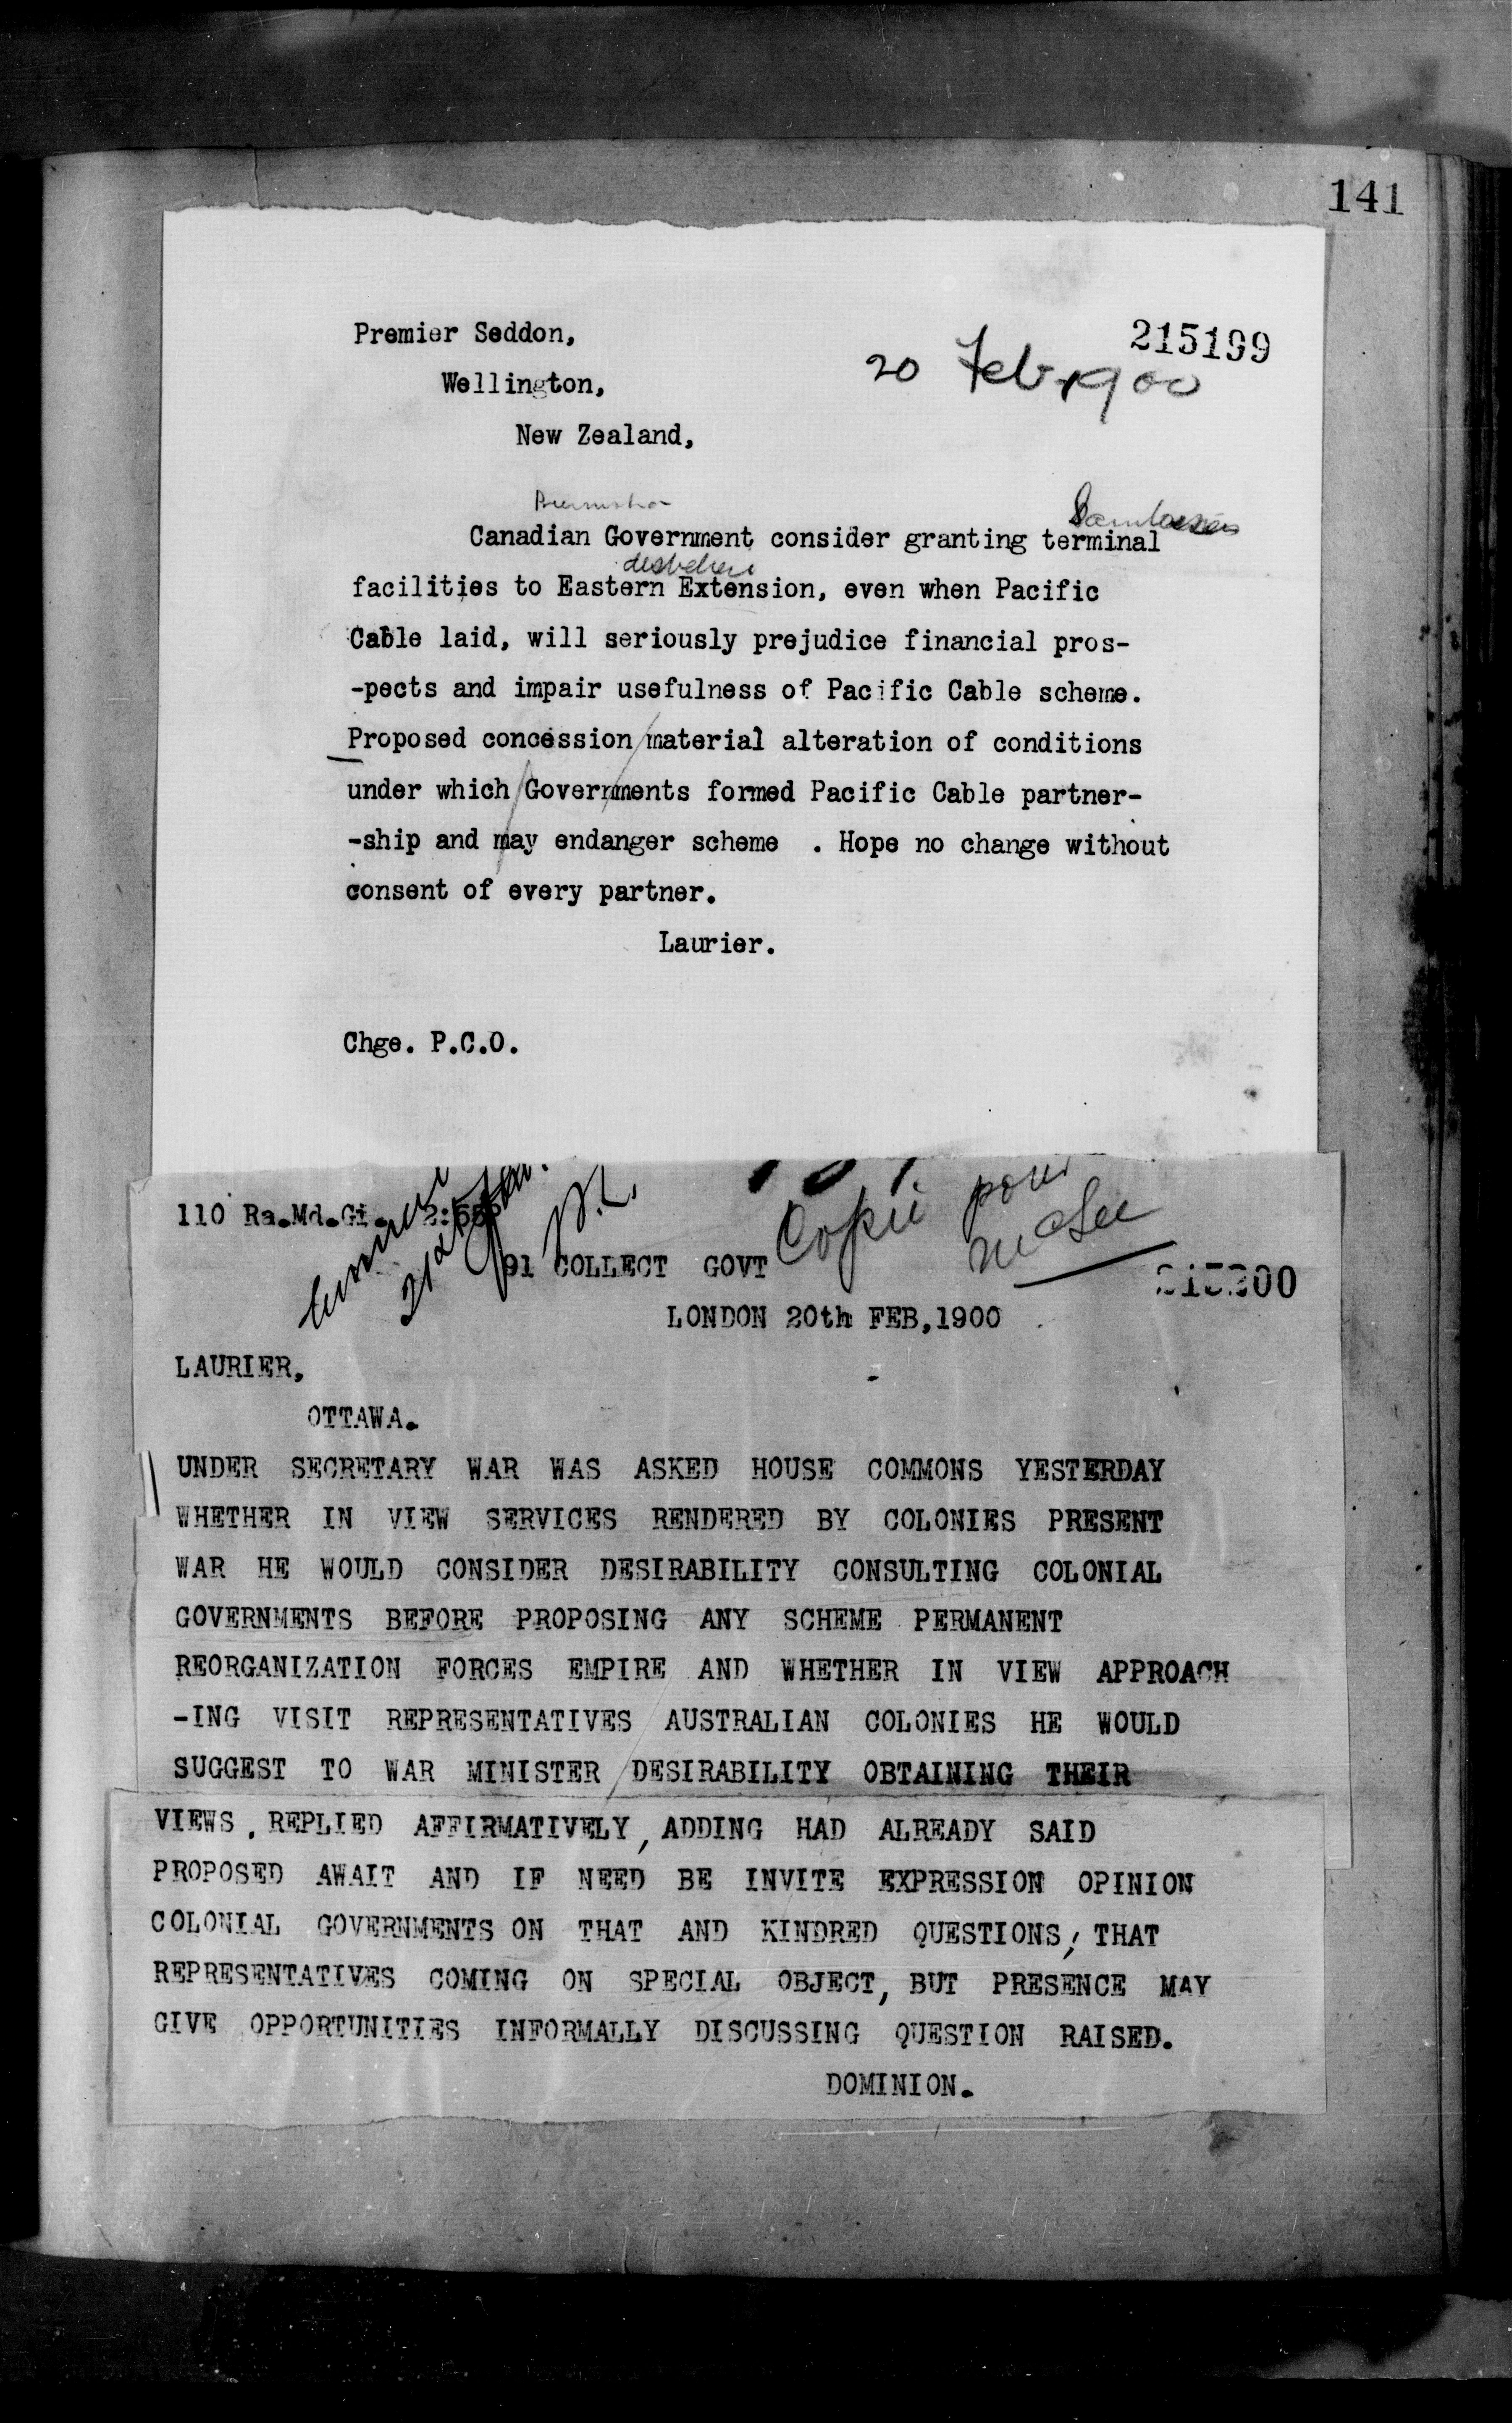 141
215199
Premier Seddon,
20 Feb 1900
Wellington,
New Zealand,
Canadian Government consider granting terminal
facilities to Eastern Extension, even when Pacific
Cable laid, will seriously prejudice financial pros-
-pects and impair usefulness of Pacific Cable scheme.
Proposed concession material alteration of conditions
under which Governments formed Pacific Cable partner-
-ship and may endanger scheme . Hope no change without
consent of every partner.
Laurier.
Chge. P.C.O.
110 Ra.Md.Gi.
Copie pour
91 COLLECT GOVT
215200
LONDON 20th FEB,1900
LAURIER,
OTTAWA.
UNDER SECRETARY WAR WAS ASKED HOUSE COMMONS YESTERDAY
WHETHER IN VIEW SERVICES RENDERED BY COLONIES PRESENT
WAR HE WOULD CONSIDER DESIRABILITY CONSULTING COLONIAL
GOVERNMENTS BEFORE PROPOSING ANY SCHEME PERMANENT
REORGANIZATION FORCES EMPIRE AND WHETHER IN VIEW APPROACH
-ING VISIT REPRESENTATIVES AUSTRALIAN COLONIES HE WOULD
SUGGEST TO WAR MINISTER DESIRABILITY OBTAINING THEIR
VIEWS . REPLIED AFFIRMATIVELY, ADDING HAD ALREADY SAID
PROPOSED AWAIT AND IF NEED BE INVITE EXPRESSION OPINION
COLONIAL GOVERNMENTS ON THAT AND KINDRED QUESTIONS, THAT
REPRESENTATIVES COMING ON SPECIAL OBJECT, BUT PRESENCE MAY
GIVE OPPORTUNITIES INFORMALLY DISCUSSING QUESTION RAISED.
DOMINION.